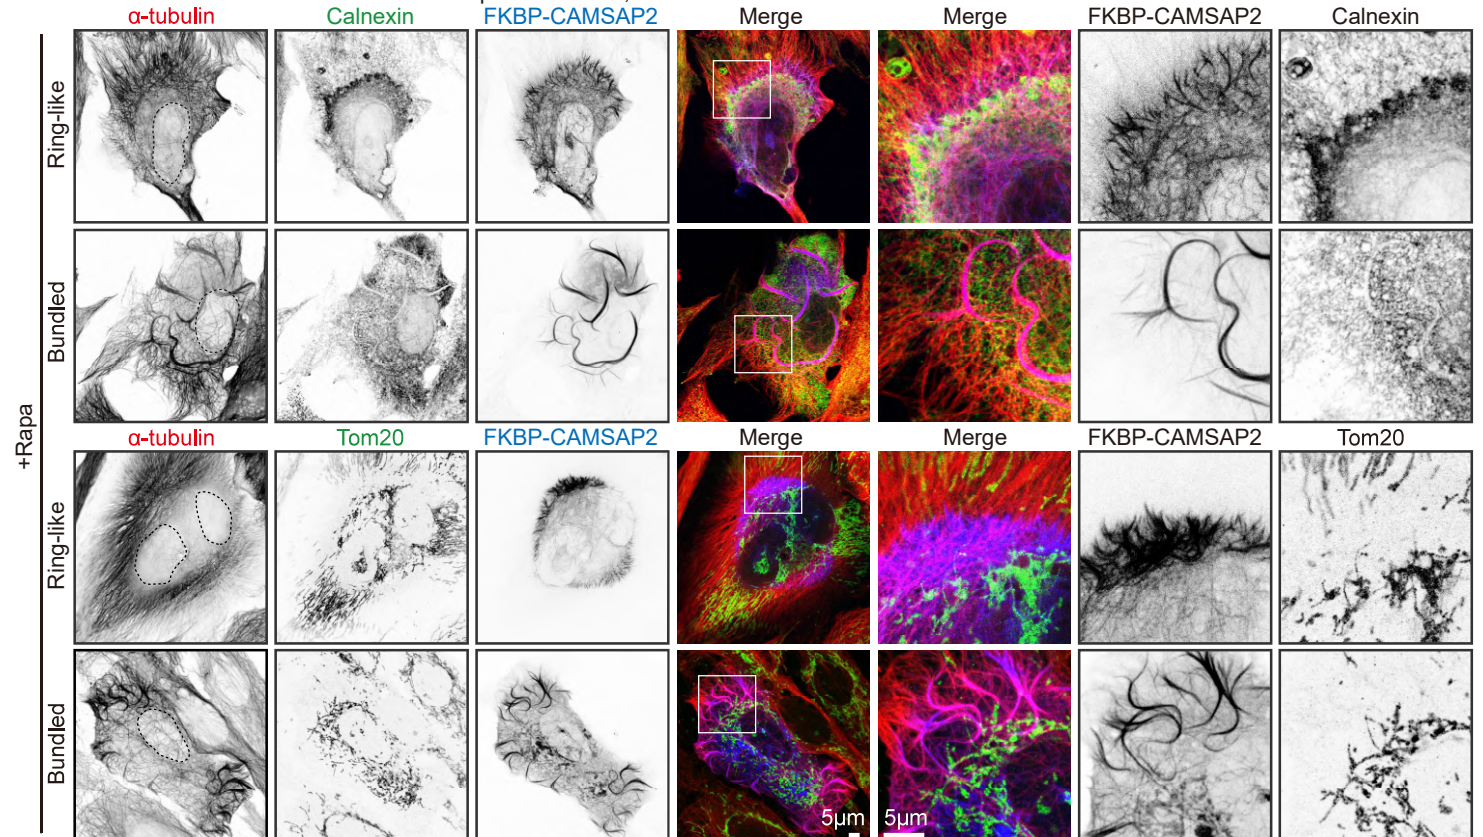 α-tubulin Calnexin FKBP-CAMSAP2 Merge Merge FKBP-CAMSAP2 Calnexin
Ring-like
Bundled
+Rapa
α-tubulin Tom20 FKBP-CAMSAP2 Merge Merge FKBP-CAMSAP2 Tom20
Ring-like
Bundled
5μm 5μm